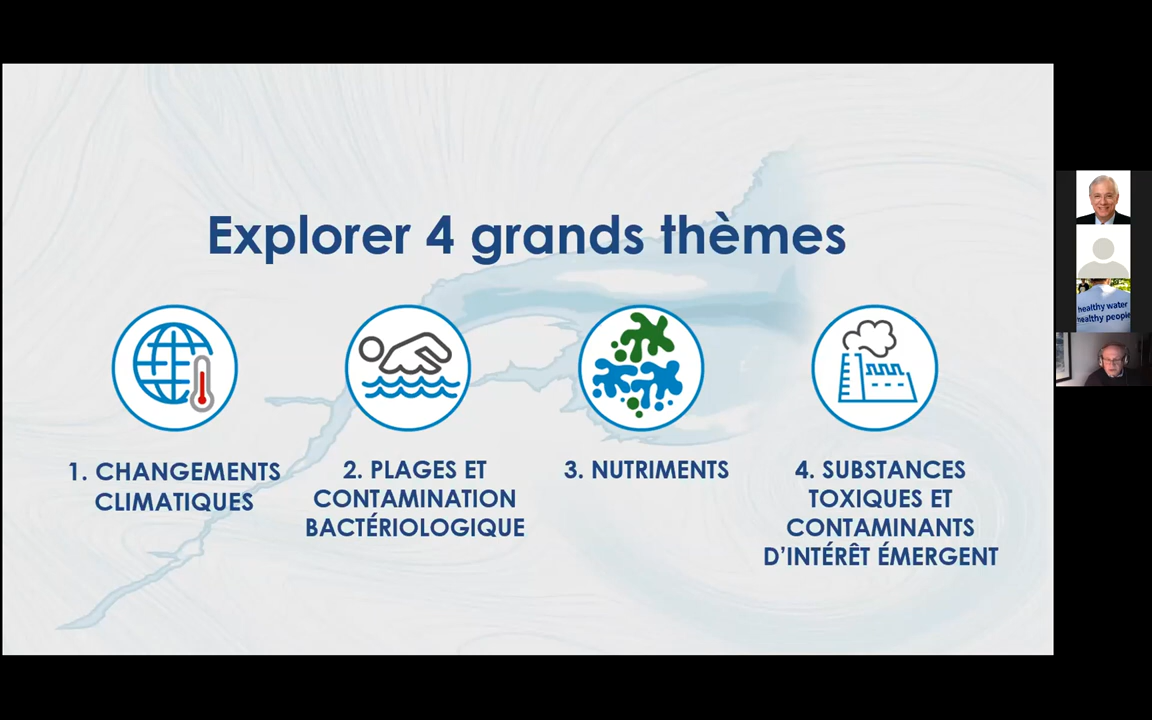 Explorer 4 grands thèmes
1. CHANGEMENTS
CLIMATIQUES
2. PLAGES ET
CONTAMINATION
BACTÉRIOLOGIQUE
3. NUTRIMENTS
4. SUBSTANCES
TOXIQUES ET
CONTAMINANTS
D'INTÉRÊT ÉMERGENT
healthy water
healthy people